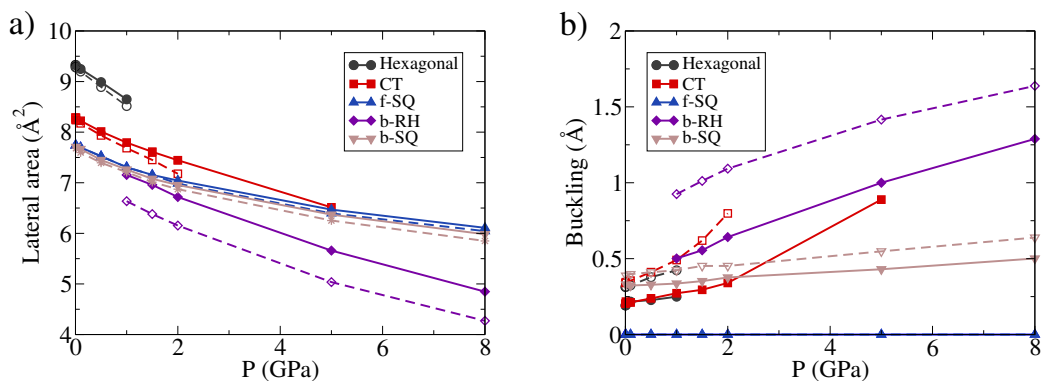 a)
Lateral area (Å²)
10
9
8
7
6
5
4
0
2
4
6
8
P (GPa)
Hexagonal
CT
f-SQ
b-RH
b-SQ
b)
Buckling (Å)
2
1.5
1
0.5
0
0
2
4
6
8
P (GPa)
Hexagonal
CT
f-SQ
b-RH
b-SQ